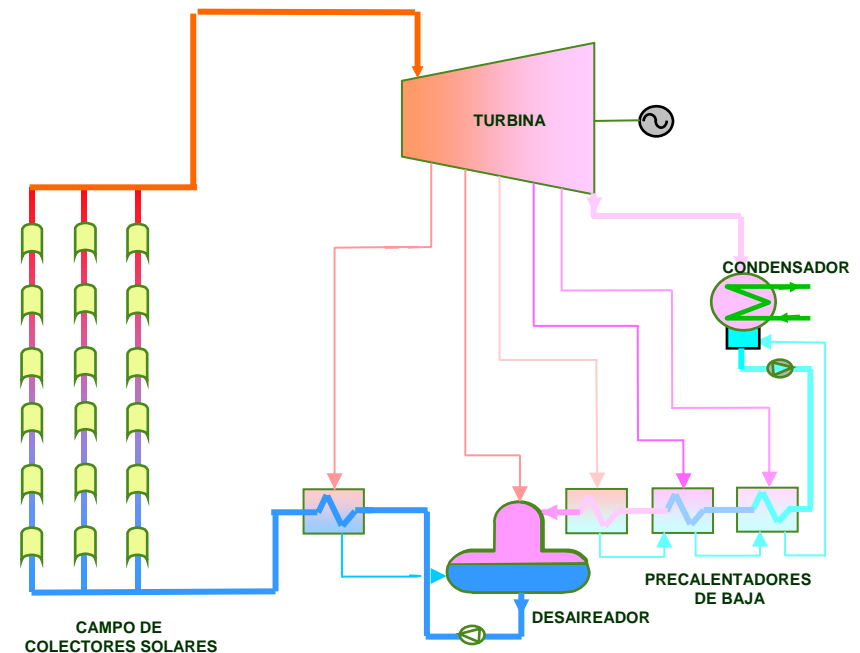 TURBINA
CONDENSADOR
PRECALENTADORES
DE BAJA
DESAIREADOR
CAMPO DE
COLECTORES SOLARES